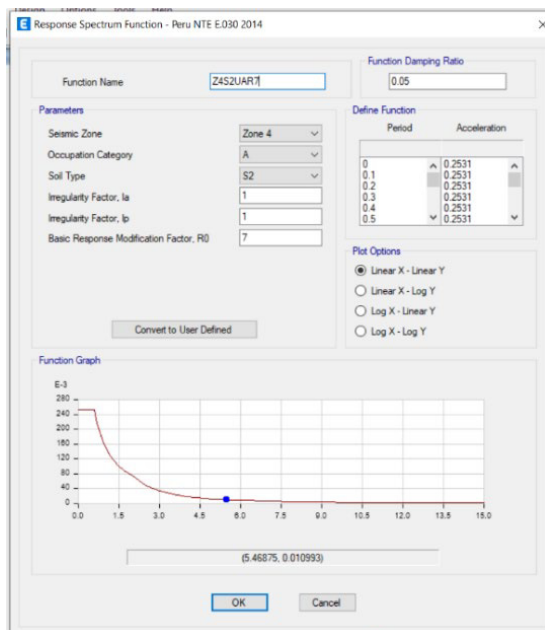 Design Options Tools Help
E Response Spectrum Function - Peru NTE E.030 2014
Function Name
Z4S2UAR7
Function Damping Ratio
0.05
Parameters
Seismic Zone
Zone 4
Occupation Category
A
Soil Type
S2
Irregularity Factor, Ia
1
Irregularity Factor, Ip
1
Basic Response Modification Factor, R0
7
Convert to User Defined
Define Function
Period Acceleration
0 0.2531
0.1 0.2531
0.2 0.2531
0.3 0.2531
0.4 0.2531
0.5 0.2531
Plot Options
Linear X - Linear Y
Linear X - Log Y
Log X - Linear Y
Log X - Log Y
Function Graph
E-3
280
240
200
160
120
80
40
0
0.0 1.5 3.0 4.5 6.0 7.5 9.0 10.5 12.0 13.5 15.0
(5.46875, 0.010993)
OK Cancel